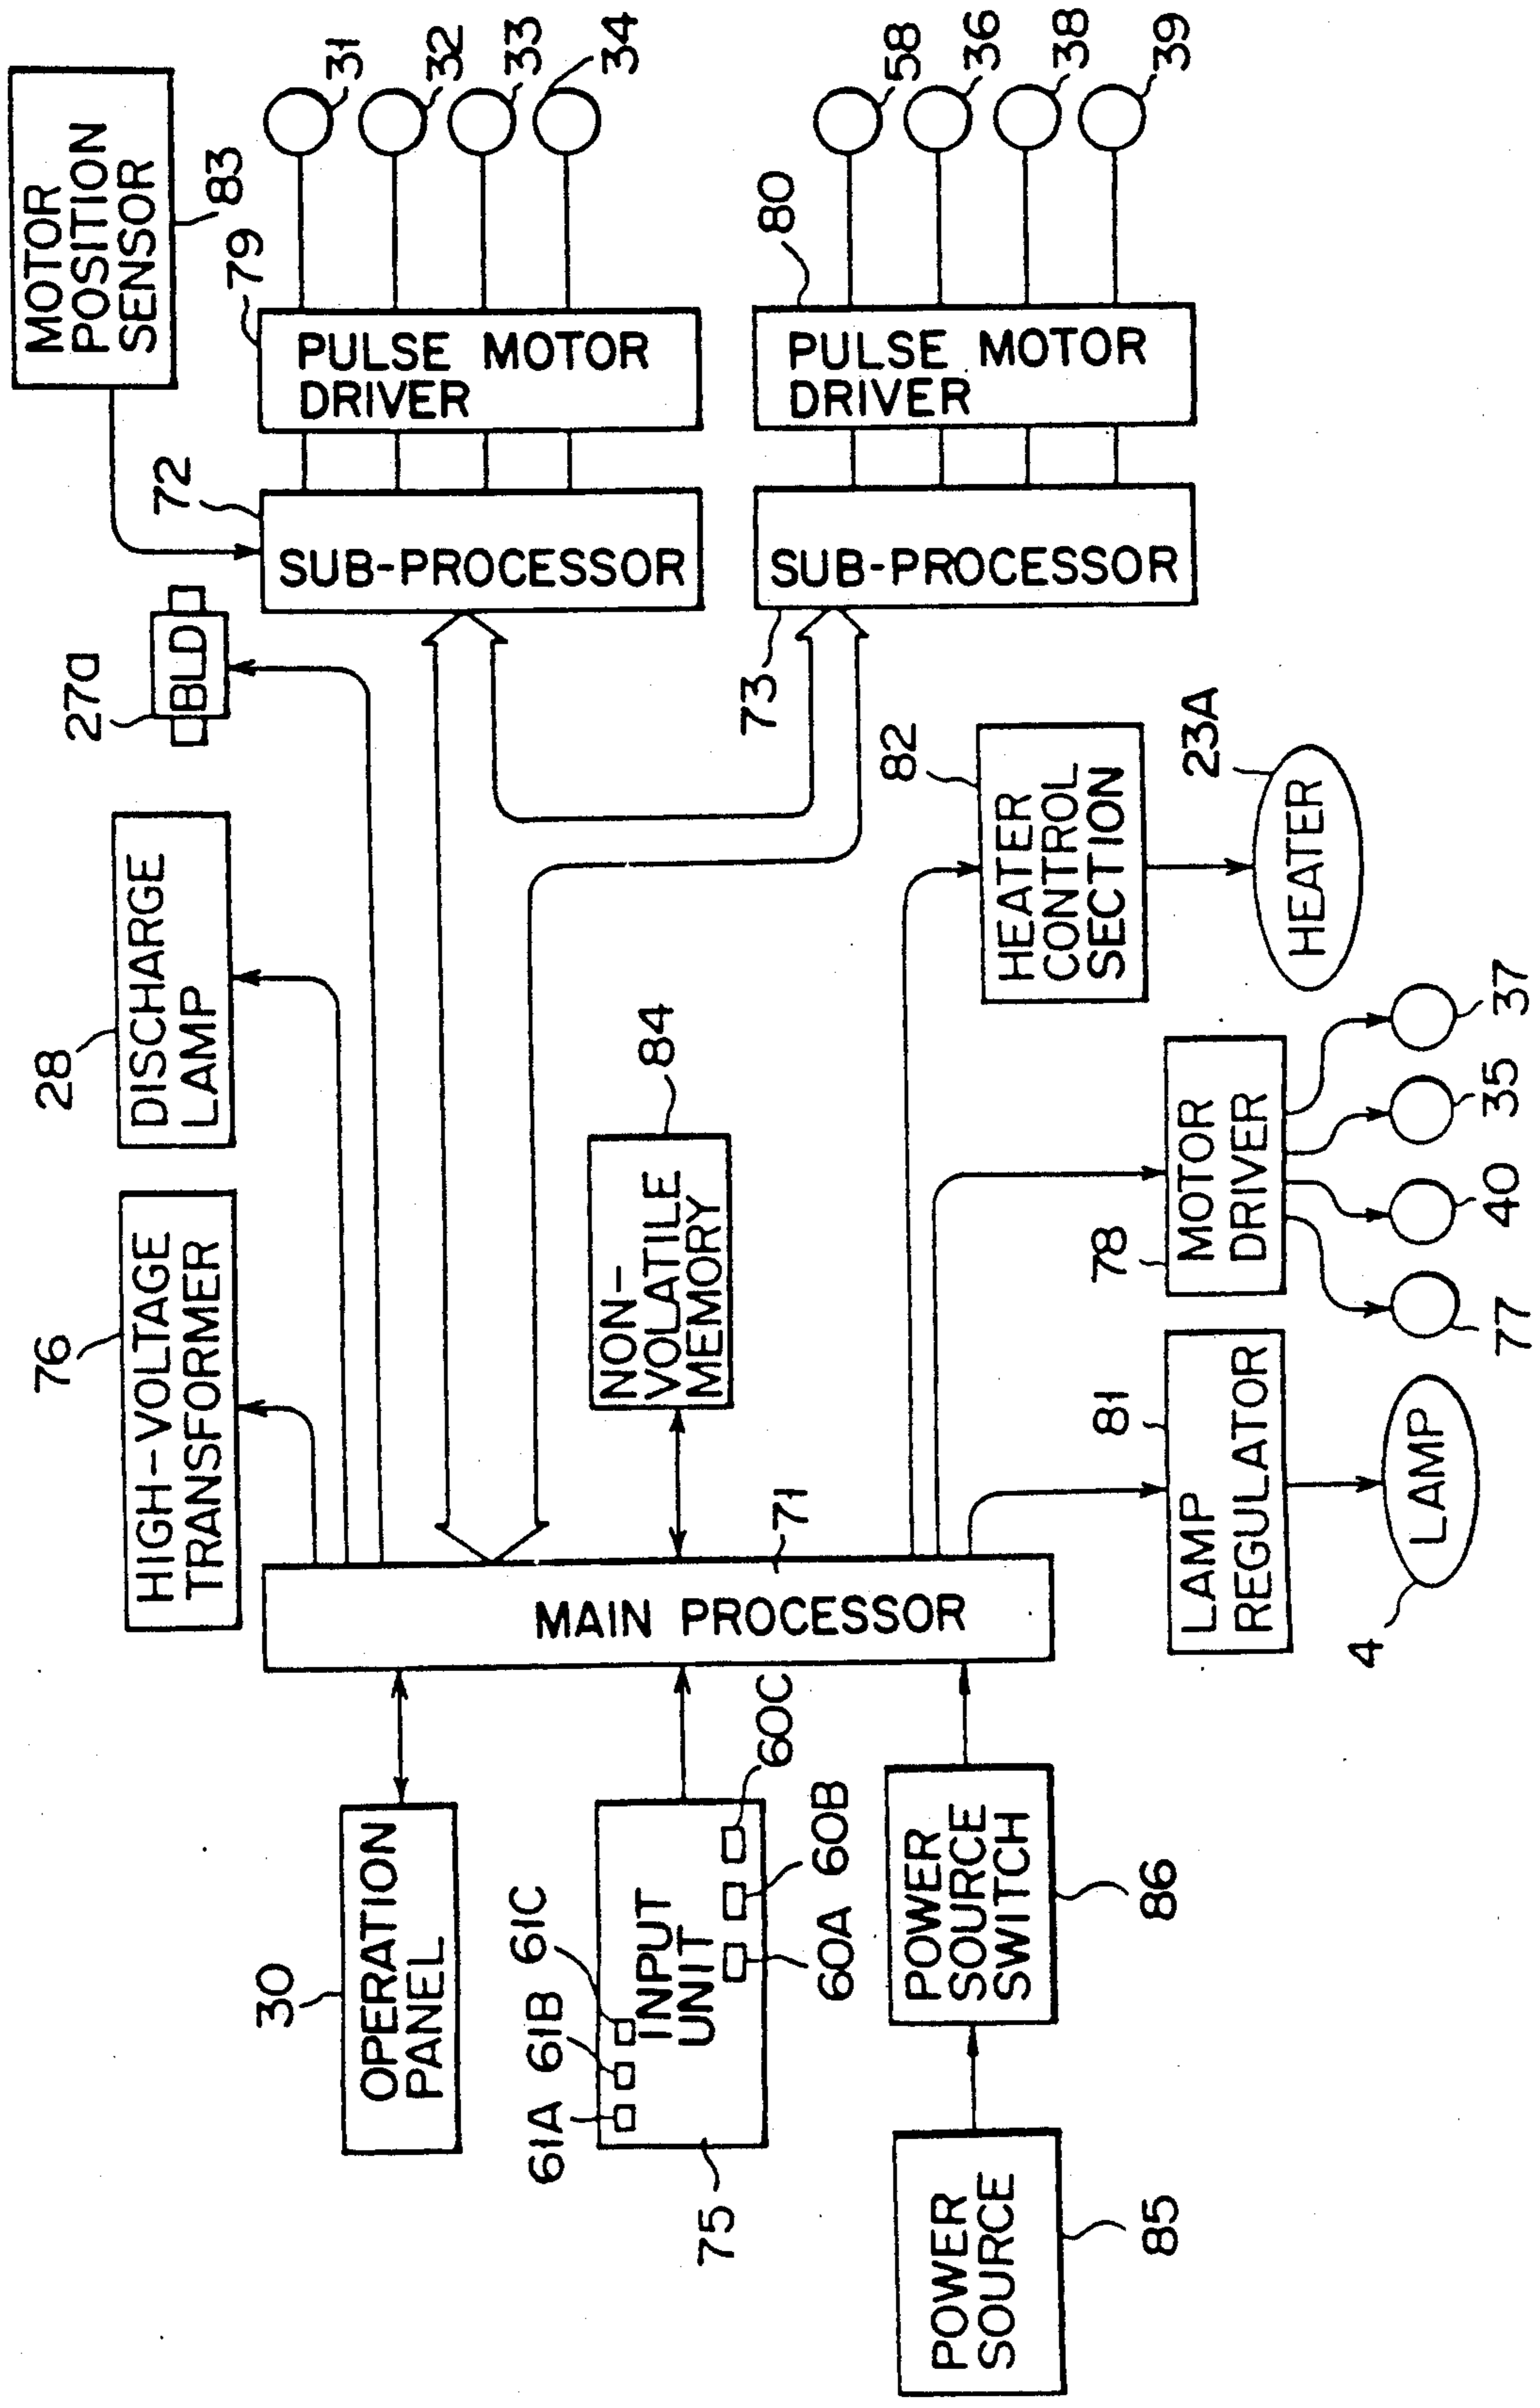 MOTOR
POSITION
SENSOR
83
76
HIGH-VOLTAGE
TRANSFORMER
28
DISCHARGE
LAMP
27a
BLD
72
SUB-PROCESSOR
79
PULSE MOTOR
DRIVER
31
32
33
34
73
SUB-PROCESSOR
80
PULSE MOTOR
DRIVER
58
36
38
39
30
OPERATION
PANEL
61A
61B
61C
INPUT
UNIT
60A
60B
60C
75
MAIN PROCESSOR
71
NON-
VOLATILE
MEMORY
84
POWER
SOURCE
85
POWER
SOURCE
SWITCH
86
LAMP
REGULATOR
81
LAMP
4
MOTOR
DRIVER
78
77
40
35
37
82
HEATER
CONTROL
SECTION
23A
HEATER